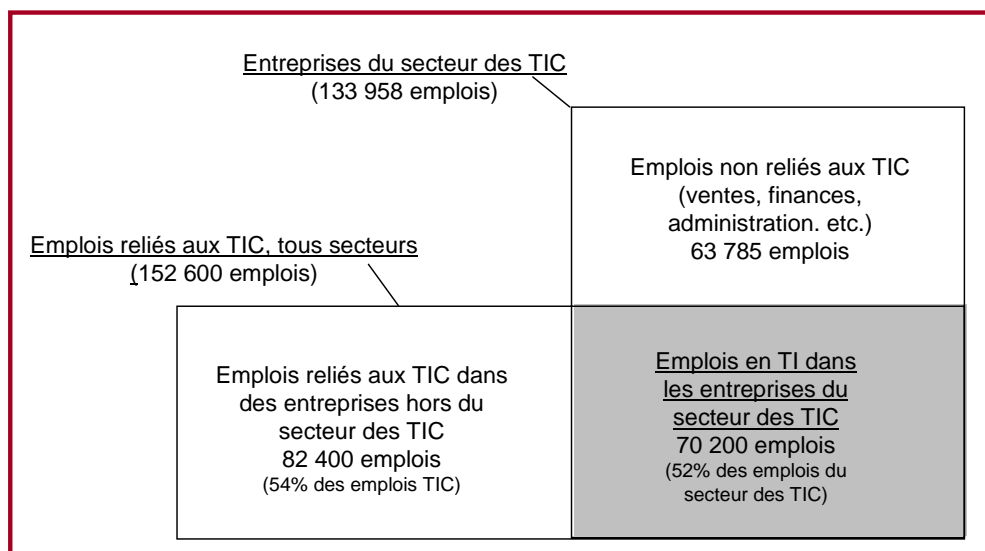 Entreprises du secteur des TIC
(133 958 emplois)
Emplois non reliés aux TIC
(ventes, finances,
administration. etc.)
63 785 emplois
Emplois reliés aux TIC, tous secteurs
(152 600 emplois)
Emplois reliés aux TIC dans
des entreprises hors du
secteur des TIC
82 400 emplois
(54% des emplois TIC)
Emplois en TI dans
les entreprises du
secteur des TIC
70 200 emplois
(52% des emplois du
secteur des TIC)